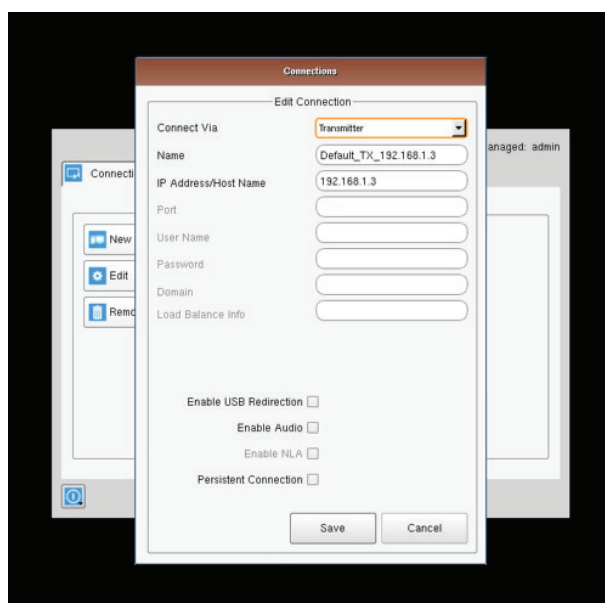 Connections
Edit Connection
Connect Via Transmitter
Name Default_TX_192.168.1.3
IP Address/Host Name 192.168.1.3
Port
User Name
Password
Domain
Load Balance Info
Enable USB Redirection
Enable Audio
Enable NLA
Persistent Connection
Save Cancel
anaged: admin
Connecti
New
Edit
Remo